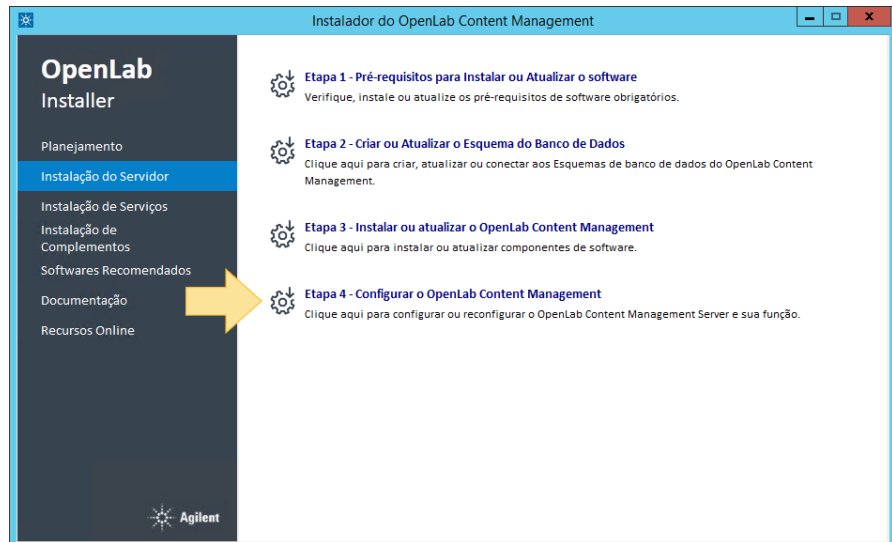 Instalador do OpenLab Content Management
OpenLab
Installer
Planejamento
Instalação do Servidor
Instalação de Serviços
Instalação de
Complementos
Softwares Recomendados
Documentação
Recursos Online
Agilent
Etapa 1 - Pré-requisitos para Instalar ou Atualizar o software
Verifique, instale ou atualize os pré-requisitos de software obrigatórios.
Etapa 2 - Criar ou Atualizar o Esquema do Banco de Dados
Clique aqui para criar, atualizar ou conectar aos Esquemas de banco de dados do OpenLab Content
Management.
Etapa 3 - Instalar ou atualizar o OpenLab Content Management
Clique aqui para instalar ou atualizar componentes de software.
Etapa 4 - Configurar o OpenLab Content Management
Clique aqui para configurar ou reconfigurar o OpenLab Content Management Server e sua função.